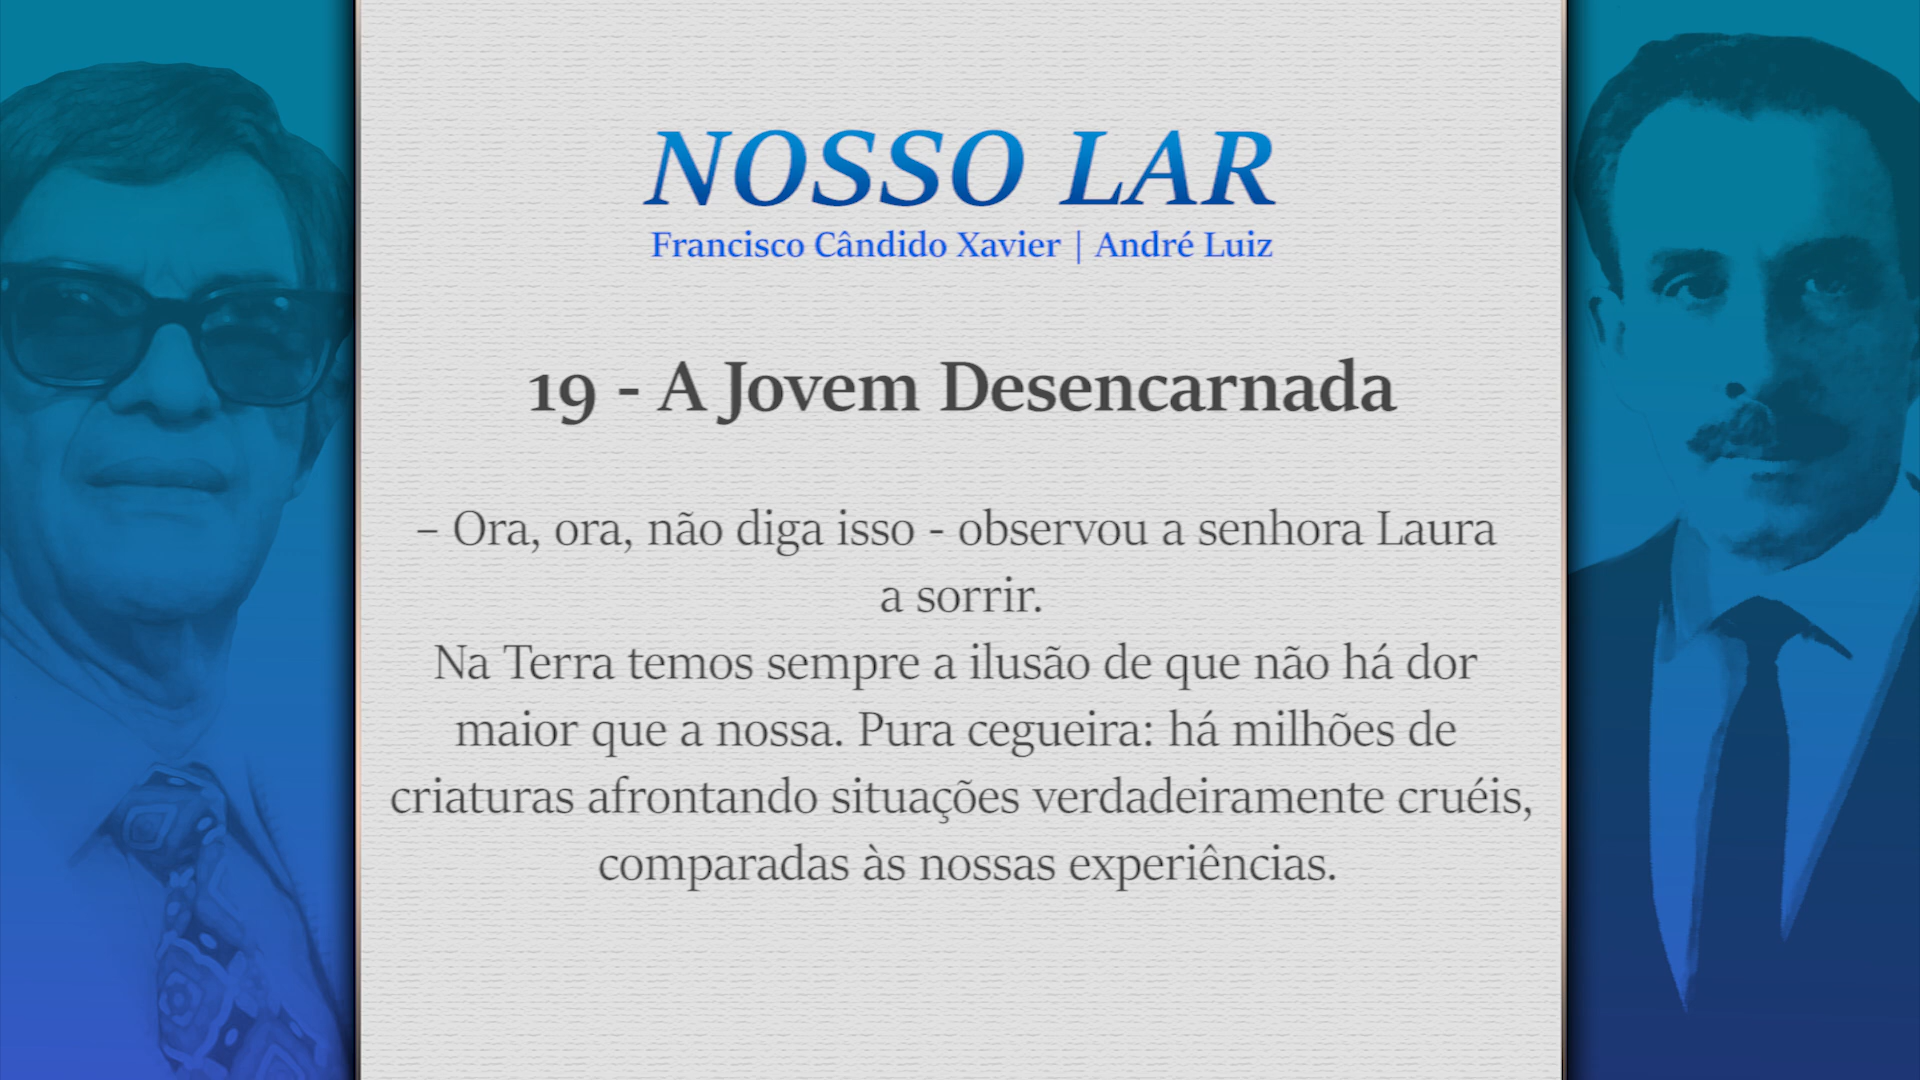 NOSSO LAR
Francisco Cândido Xavier | André Luiz
19 - A Jovem Desencarnada
– Ora, ora, não diga isso - observou a senhora Laura
a sorrir.
Na Terra temos sempre a ilusão de que não há dor
maior que a nossa. Pura cegueira: há milhões de
criaturas afrontando situações verdadeiramente cruéis,
comparadas às nossas experiências.